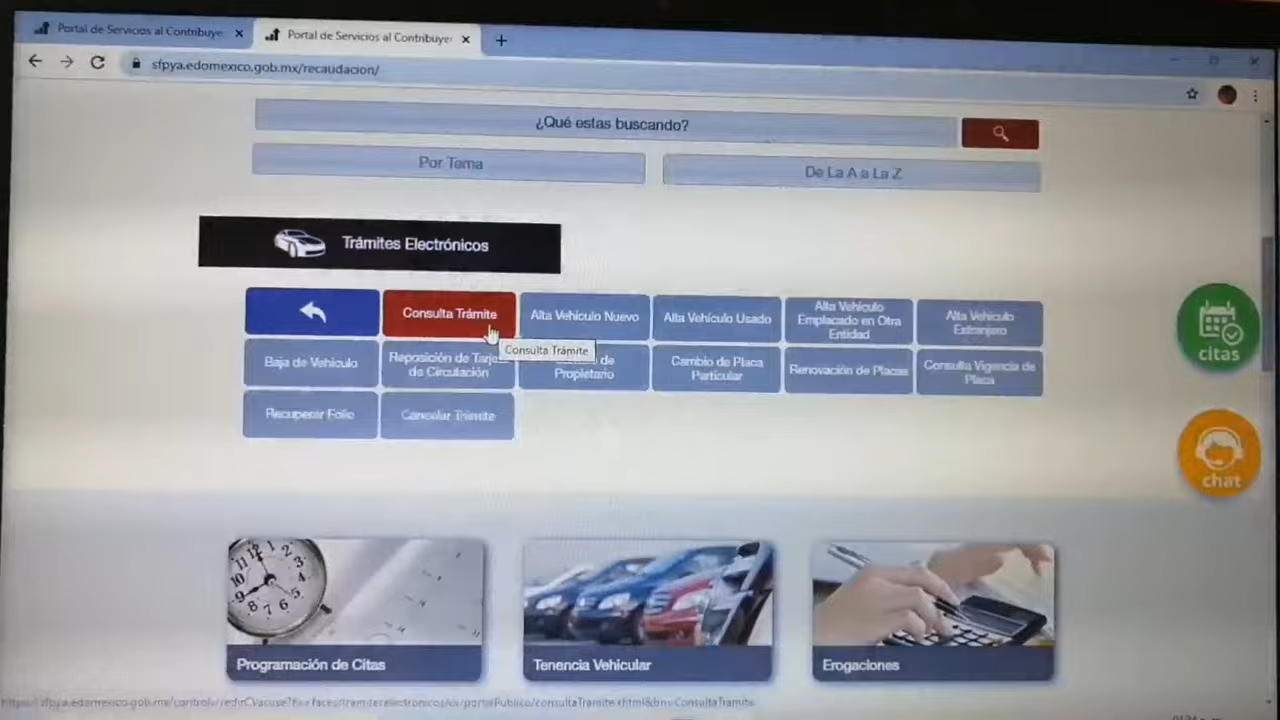 Portal de Servicios al Contribuye
Portal de Servicios al Contribuye
sfpya.edomexico.gob.mx/recaudacion/
¿Qué estas buscando?
Por Tema
De La A a La Z
Trámites Electrónicos
Consulta Trámite
Alta Vehículo Nuevo
Alta Vehículo Usado
Alta Vehículo
Emplacado en Otra
Entidad
Alta Vehículo
Extranjero
Consulta Trámite
Baja de Vehículo
Reposición de Tarje
de Circulación
de
Propietario
Cambio de Placa
Particular
Renovación de Placas
Consulta Vigencia de
Placa
Recuperar Folio
Cancelar Trámite
citas
chat
Programación de Citas
Tenencia Vehicular
Erogaciones